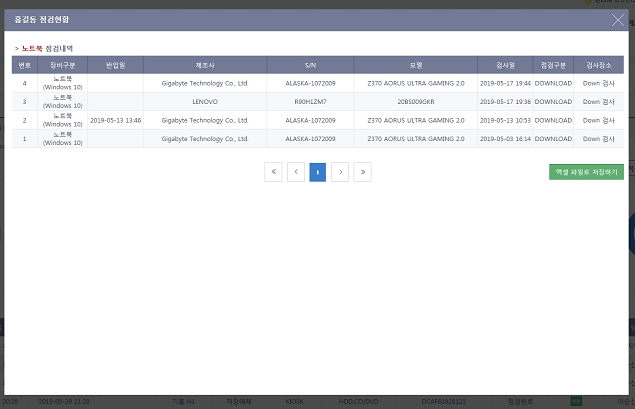 홍길동 점검현황
> 노트북 점검내역
번호 장비구분 반입일 제조사 S/N 모델 검사일 점검구분 검사장소
4 노트북 (Windows 10) Gigabyte Technology Co., Ltd. ALASKA-1072009 Z370 AORUS ULTRA GAMING 2.0 2019-05-17 19:44 DOWNLOAD Down 검사
3 노트북 LENOVO R90H1ZM7 20BS009GKR 2019-05-17 19:36 DOWNLOAD Down 검사
2 노트북 (Windows 10) 2019-05-13 13:46 Gigabyte Technology Co., Ltd. ALASKA-1072009 Z370 AORUS ULTRA GAMING 2.0 2019-05-13 10:53 DOWNLOAD Down 검사
1 노트북 (Windows 10) Gigabyte Technology Co., Ltd. ALASKA-1072009 Z370 AORUS ULTRA GAMING 2.0 2019-05-03 16:14 DOWNLOAD Down 검사
« < 1 > »
엑셀 파일로 저장하기
20:28 2019-05-29 21:28 기흥 H1 저장매체 KIOSK HDD,CD/DVD DCAF61828121 점검완료